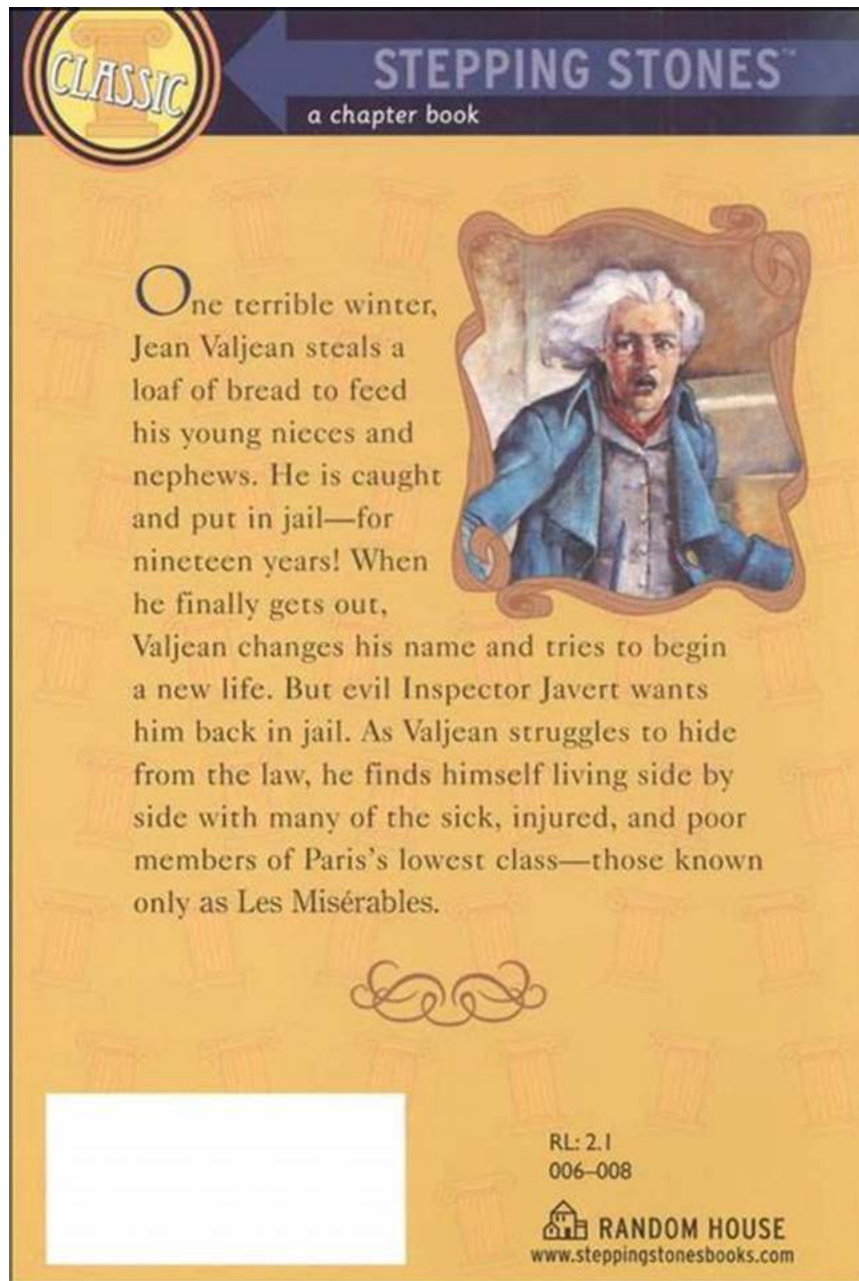 CLASSIC
STEPPING STONES™
a chapter book
One terrible winter,
Jean Valjean steals a
loaf of bread to feed
his young nieces and
nephews. He is caught
and put in jail—for
nineteen years! When
he finally gets out,
Valjean changes his name and tries to begin
a new life. But evil Inspector Javert wants
him back in jail. As Valjean struggles to hide
from the law, he finds himself living side by
side with many of the sick, injured, and poor
members of Paris's lowest class—those known
only as Les Misérables.
RL: 2.1
006–008
RANDOM HOUSE
www.steppingstonesbooks.com